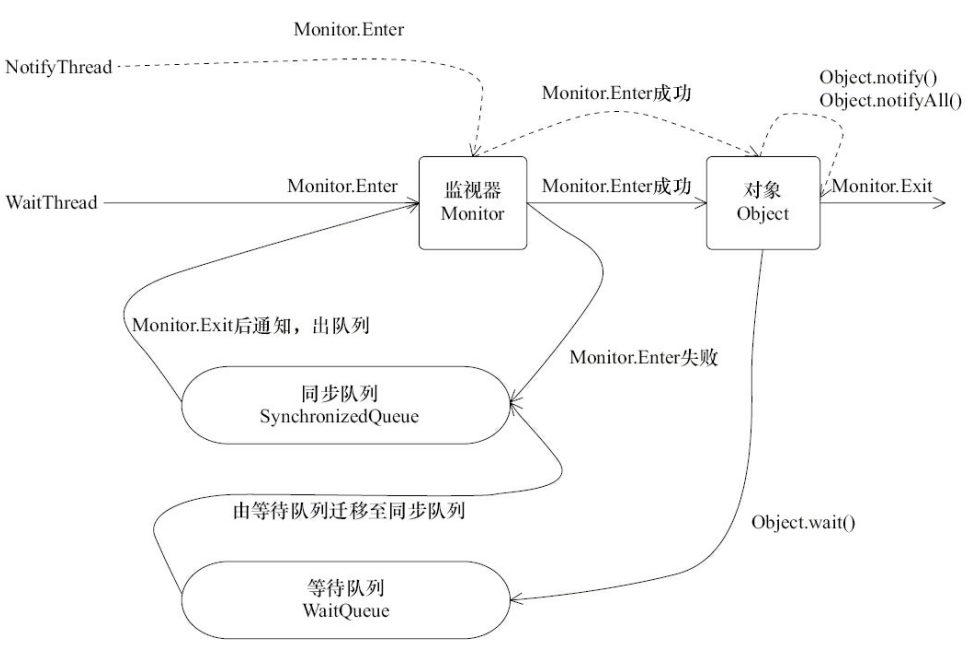 Monitor.Enter
NotifyThread
Object.notify()
Object.notifyAll()
Monitor.Enter成功
WaitThread
Monitor.Enter
监视器
Monitor
Monitor.Enter成功
对象
Object
Monitor.Exit
Monitor.Exit后通知，出队列
Monitor.Enter失败
同步队列
SynchronizedQueue
由等待队列迁移至同步队列
Object.wait()
等待队列
WaitQueue